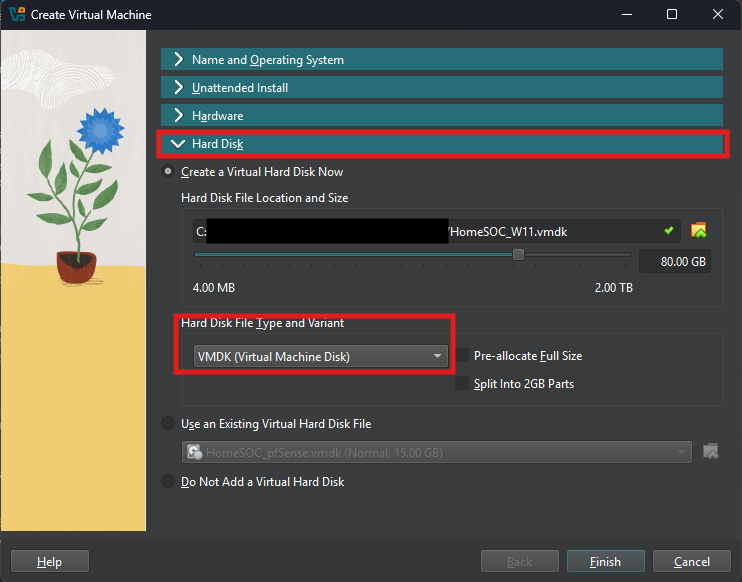 Create Virtual Machine
Name and Operating System
Unattended Install
Hardware
Hard Disk
Create a Virtual Hard Disk Now
Hard Disk File Location and Size
C: /HomeSOC_W11.vmdk
80.00 GB
4.00 MB 2.00 TB
Hard Disk File Type and Variant
VMDK (Virtual Machine Disk) Pre-allocate Full Size
Split Into 2GB Parts
Use an Existing Virtual Hard Disk File
HomeSOC_pfSense.vmdk (Normal, 15.00 GB)
Do Not Add a Virtual Hard Disk
Help Back Finish Cancel